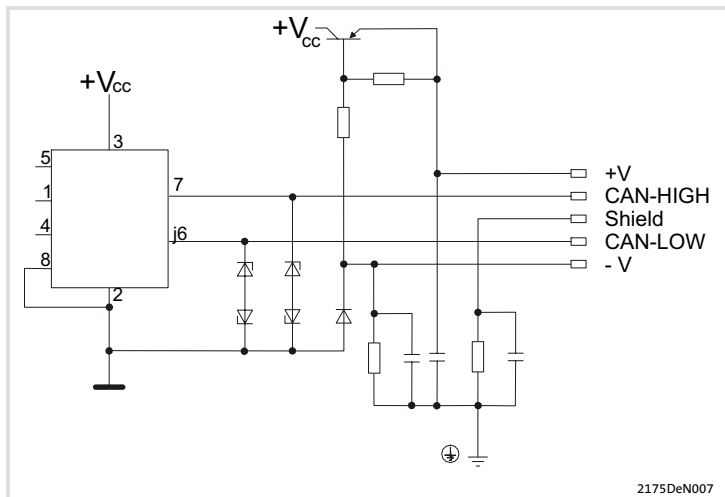 +Vcc
+Vcc
3
5
7
1
4
j6
8
2
+V
CAN-HIGH
Shield
CAN-LOW
- V
2175DeN007